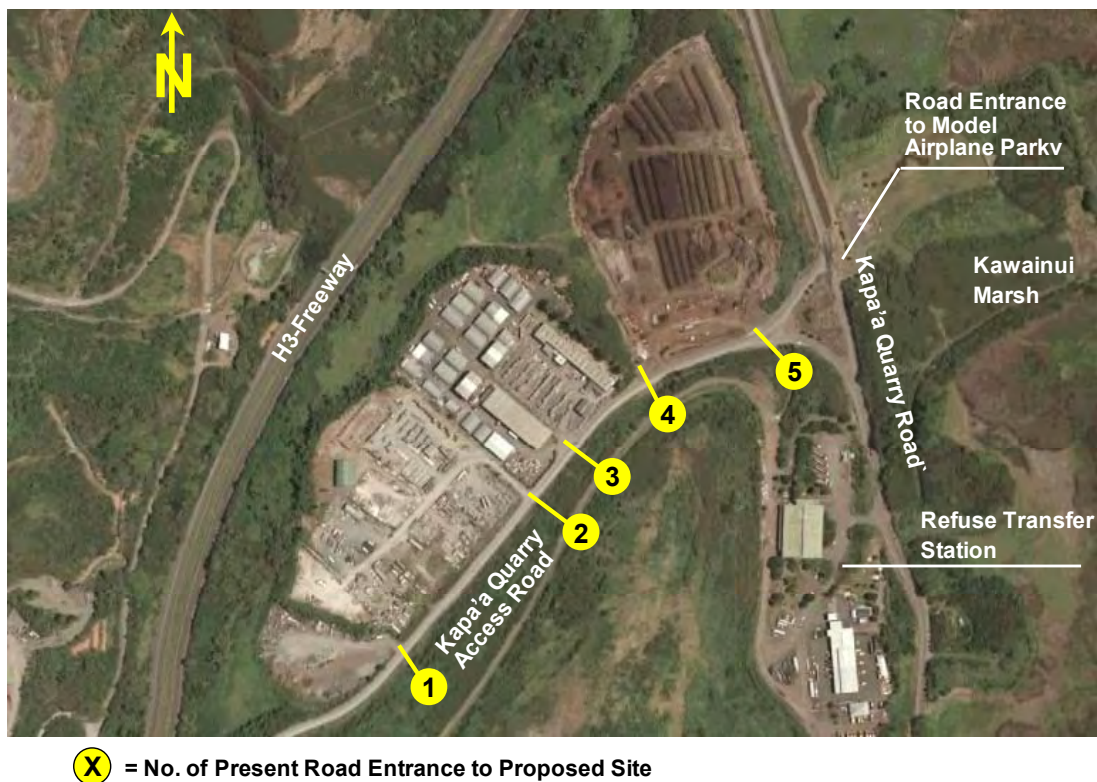 N
Road Entrance
to Model
Airplane Parkv
Kawainui
Marsh
H3-Freeway
Kapa’a Quarry Road`
5
4
3
2
Refuse Transfer
Station
Kapa’a Quarry
Access Road
1
X = No. of Present Road Entrance to Proposed Site